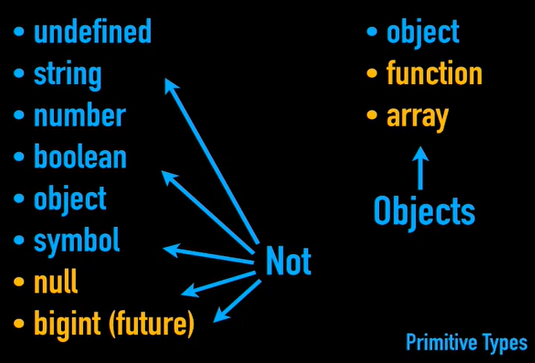 • undefined
• string
• number
• boolean
• object
• symbol
• null
• bigint (future)
Not
• object
• function
• array
Objects
Primitive Types